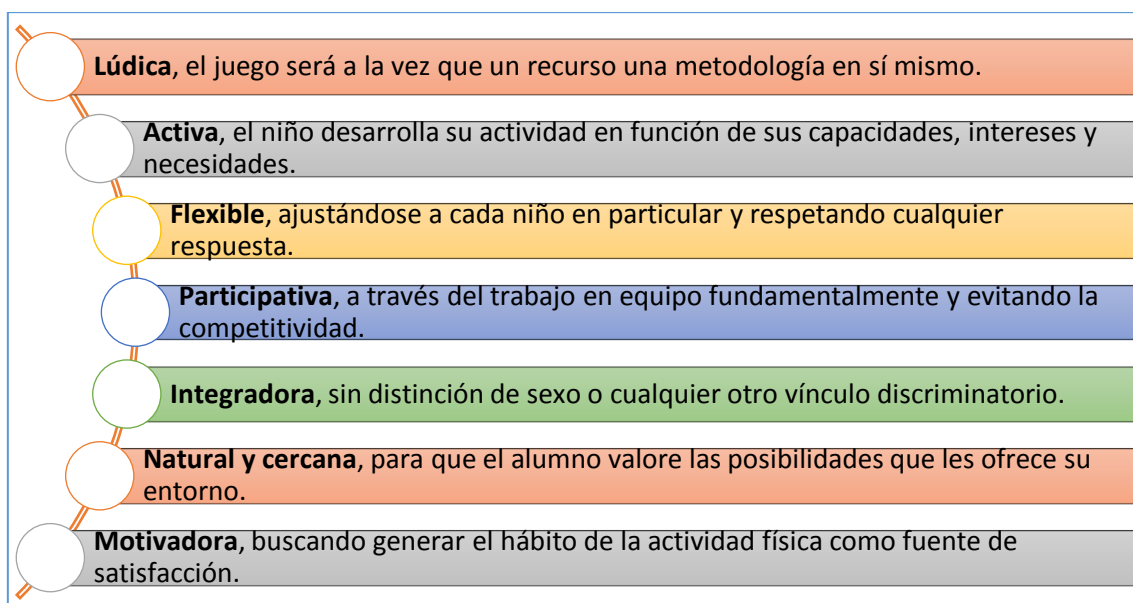 Lúdica, el juego será a la vez que un recurso una metodología en sí mismo.
Activa, el niño desarrolla su actividad en función de sus capacidades, intereses y
necesidades.
Flexible, ajustándose a cada niño en particular y respetando cualquier
respuesta.
Participativa, a través del trabajo en equipo fundamentalmente y evitando la
competitividad.
Integradora, sin distinción de sexo o cualquier otro vínculo discriminatorio.
Natural y cercana, para que el alumno valore las posibilidades que les ofrece su
entorno.
Motivadora, buscando generar el hábito de la actividad física como fuente de
satisfacción.